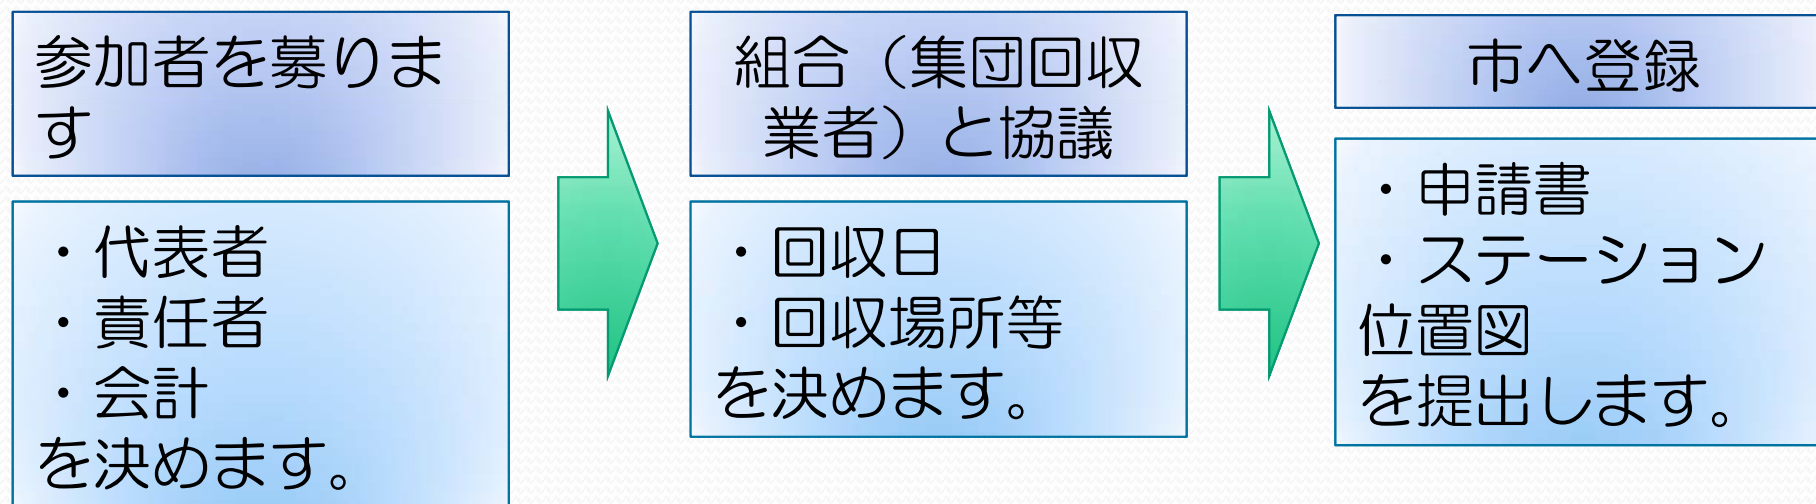 参加者を募りま
す
・代表者
・責任者
・会計
を決めます。
組合（集団回収
業者）と協議
・回収日
・回収場所等
を決めます。
市へ登録
・申請書
・ステーション
位置図
を提出します。